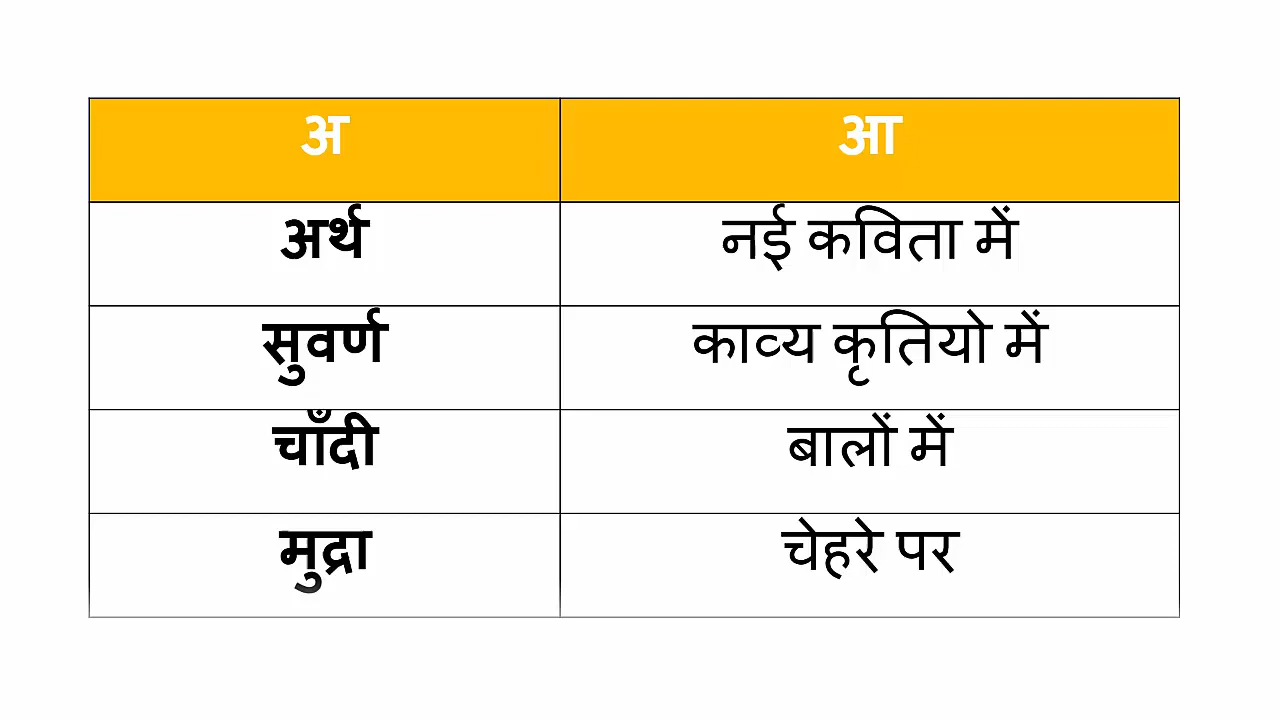 अ आ
अर्थ नई कविता में
सुवर्ण काव्य कृतियो में
चाँदी बालों में
मुद्रा चेहरे पर